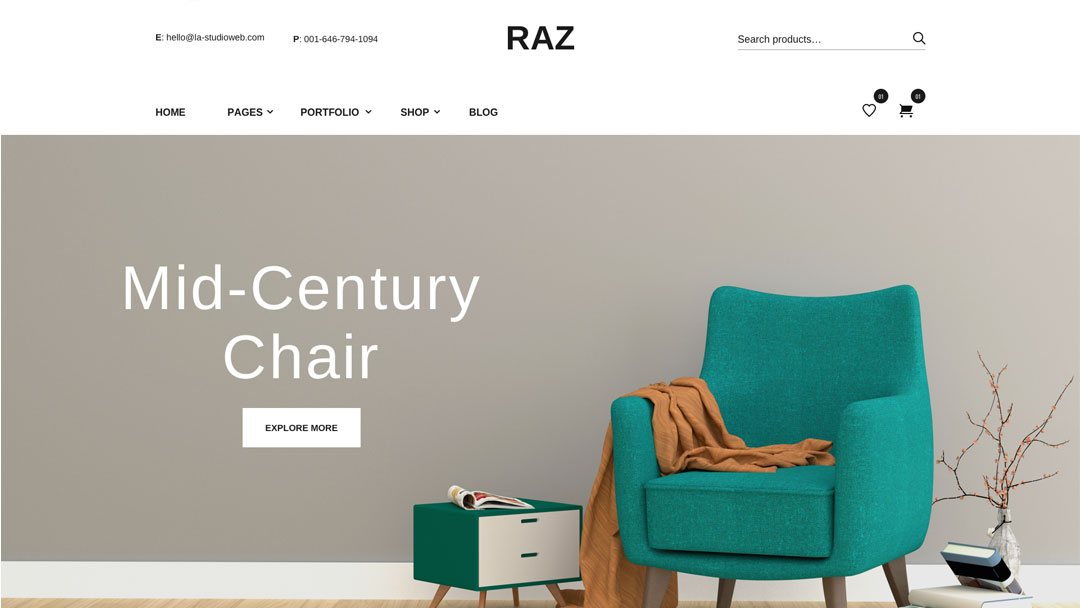 E: hello@la-studioweb.com
P: 001-646-794-1094
RAZ
Search products…
HOME
PAGES
PORTFOLIO
SHOP
BLOG
01
01
Mid-Century
Chair
EXPLORE MORE